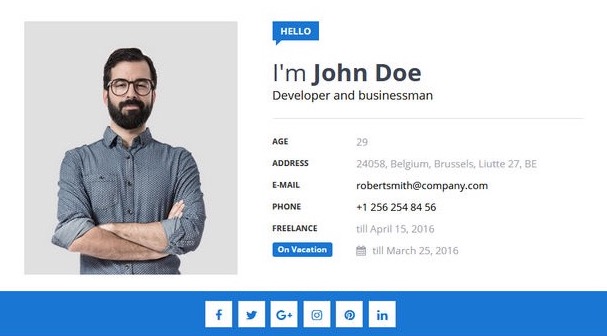 HELLO
I'm John Doe
Developer and businessman
AGE 29
ADDRESS 24058, Belgium, Brussels, Liutte 27, BE
E-MAIL robertsmith@company.com
PHONE +1 256 254 84 56
FREELANCE till April 15, 2016
On Vacation till March 25, 2016
f G+ in